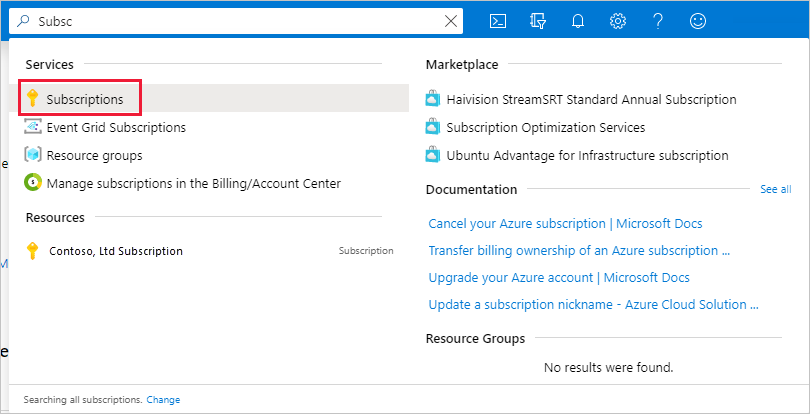 Subsc
Services
Subscriptions
Event Grid Subscriptions
Resource groups
Manage subscriptions in the Billing/Account Center
Resources
Contoso, Ltd Subscription Subscription
Marketplace
Haivision StreamSRT Standard Annual Subscription
Subscription Optimization Services
Ubuntu Advantage for Infrastructure subscription
Documentation See all
Cancel your Azure subscription | Microsoft Docs
Transfer billing ownership of an Azure subscription ...
Upgrade your Azure account | Microsoft Docs
Update a subscription nickname - Azure Cloud Solution ...
Resource Groups
No results were found.
Searching all subscriptions. Change